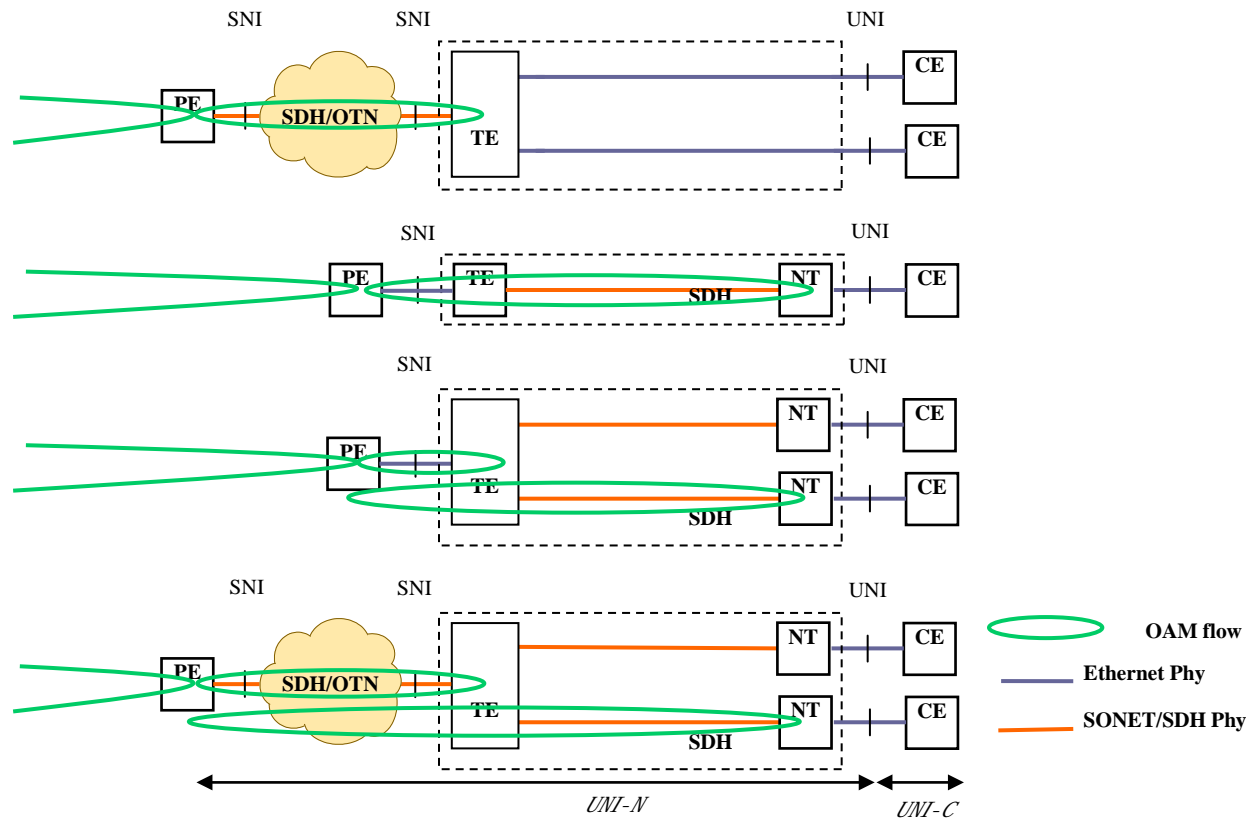 SNI SNI UNI
CE
PE
SDH/OTN
TE
CE
SNI UNI
PE TE NT CE
SDH
SNI UNI
NT CE
PE
TE NT CE
SDH
SNI SNI UNI
NT CE
OAM flow
PE
SDH/OTN
Ethernet Phy
TE NT CE
SONET/SDH Phy
SDH
UNI-N UNI-C